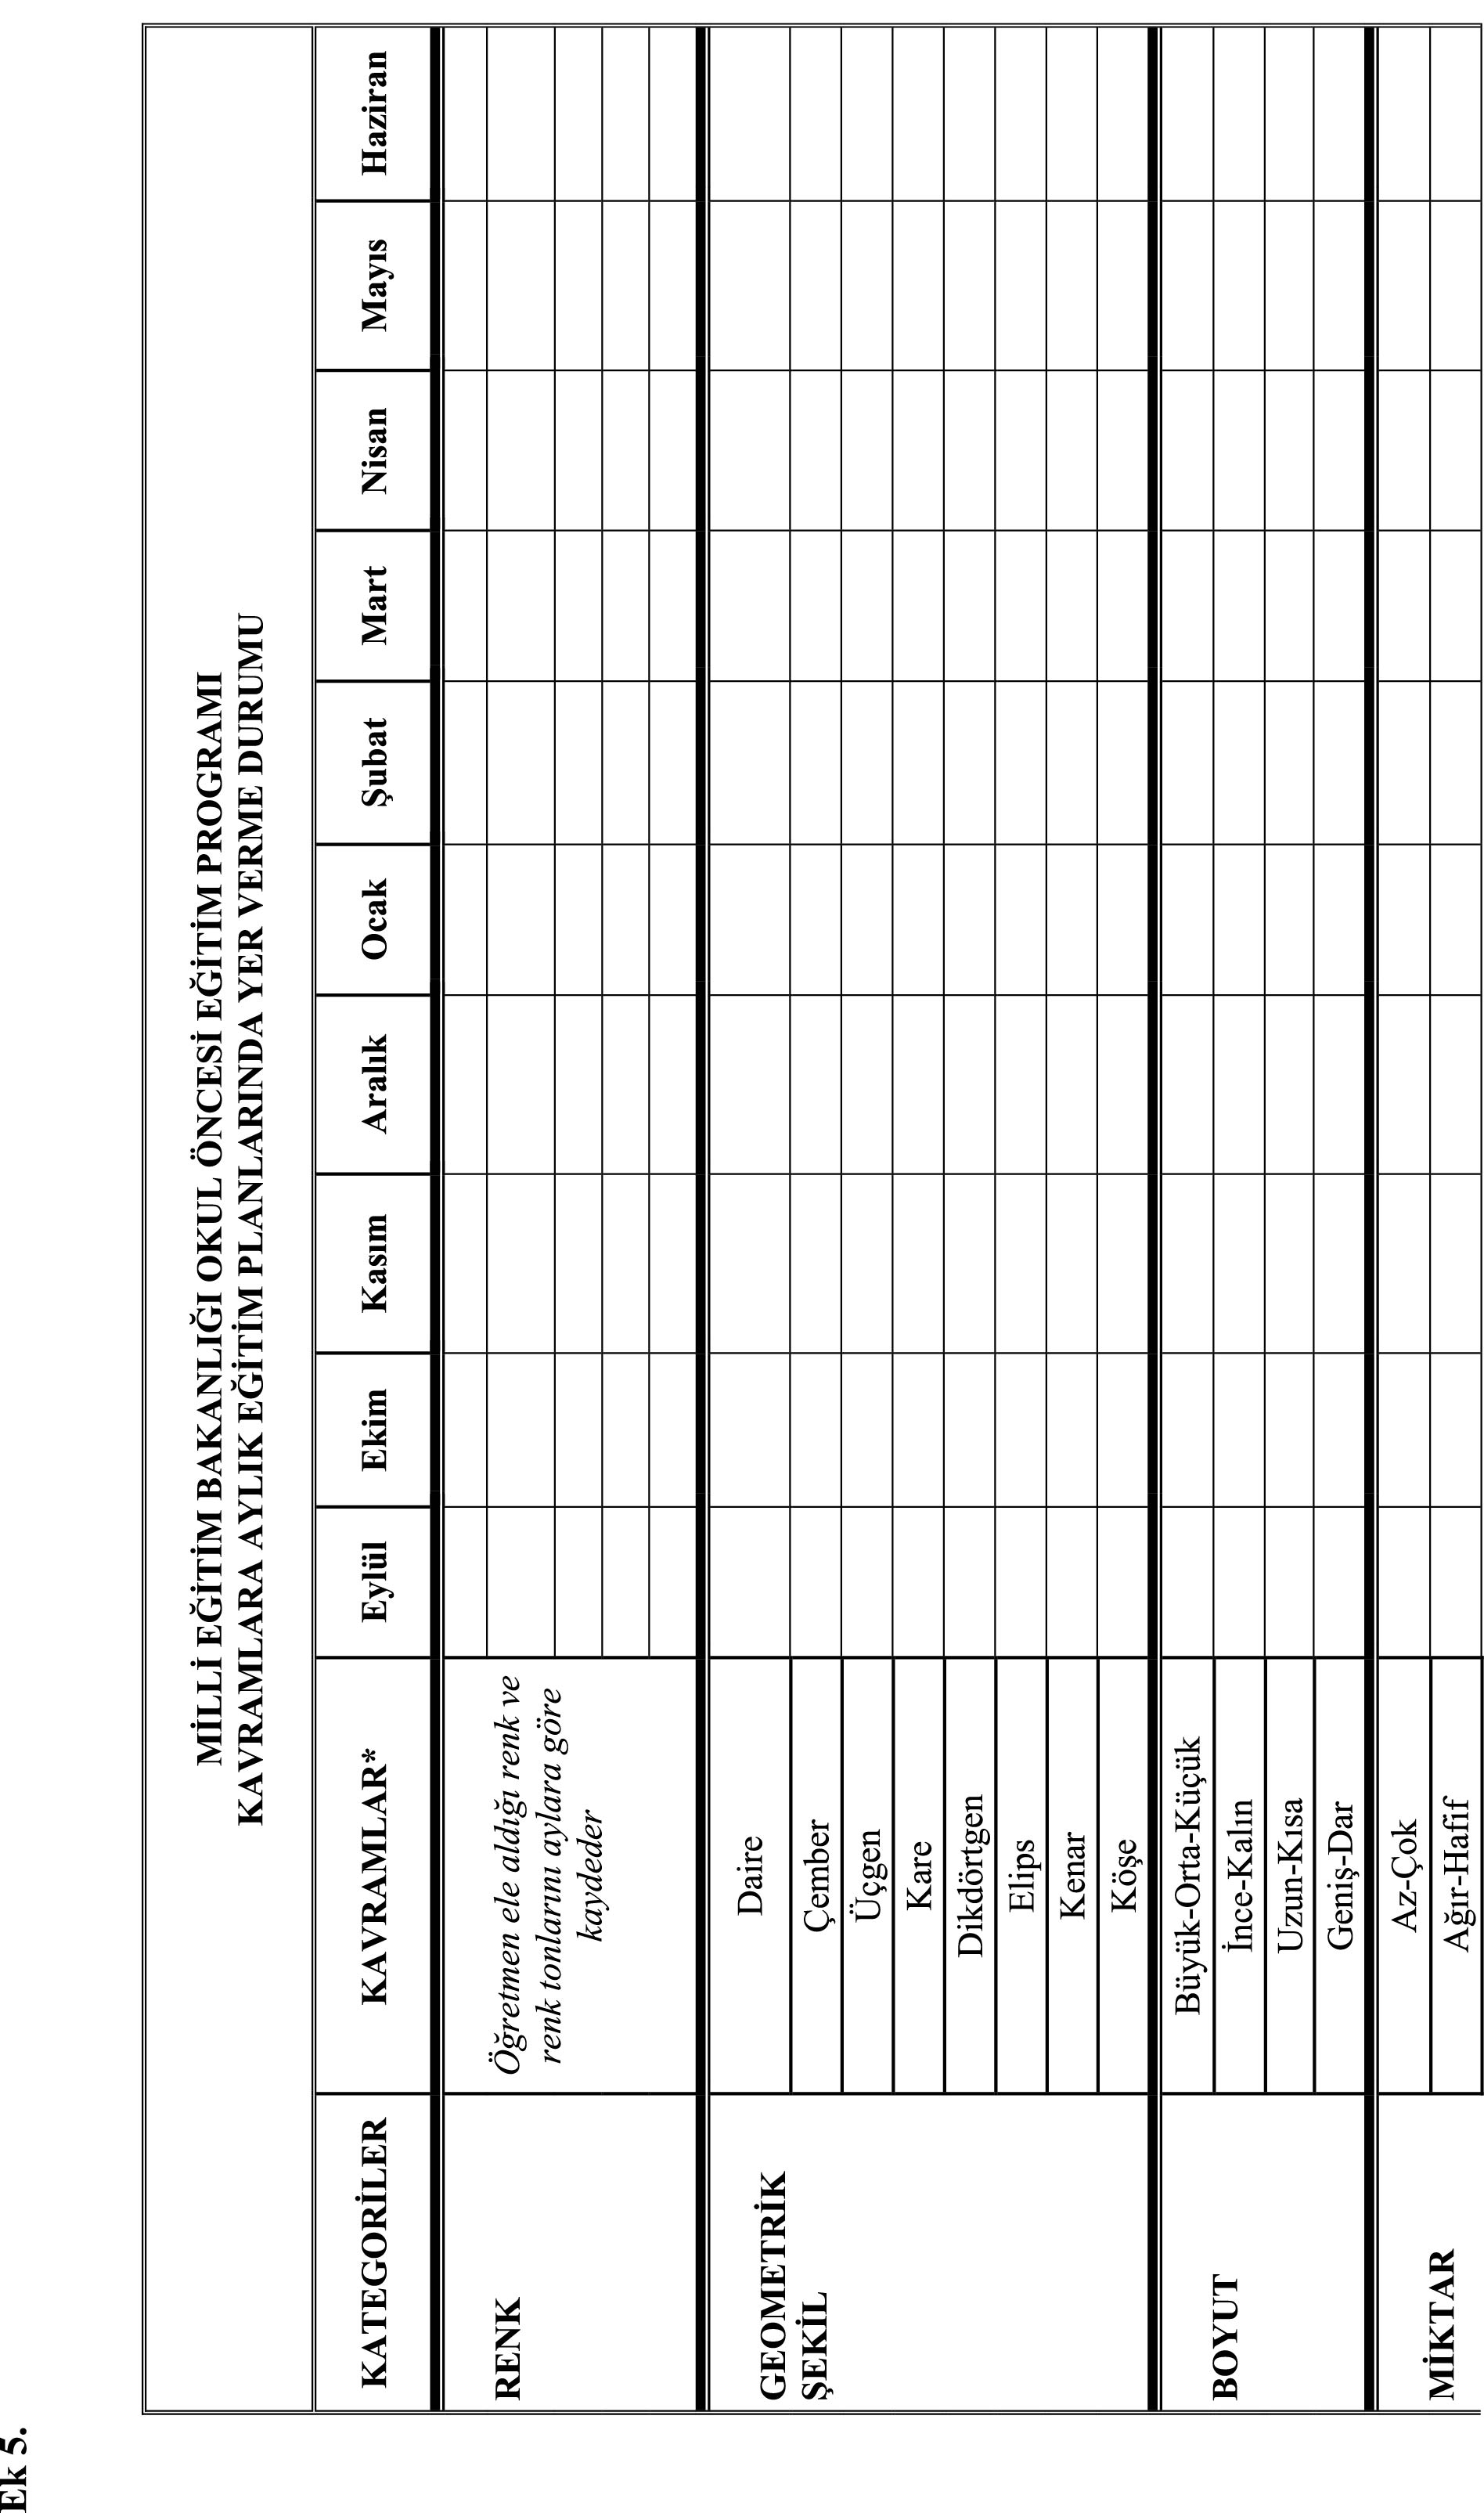 Ek 5.
MİLLİ EĞİTİM BAKANLIĞI OKUL ÖNCESİ EĞİTİM PROGRAMI
KAVRAMLARA AYLIK EĞİTİM PLANLARINDA YER VERME DURUMU
KATEGORİLER KAVRAMLAR* Eylül Ekim Kasım Aralık Ocak Şubat Mart Nisan Mayıs Haziran
RENK
Öğretmen ele aldığı renk ve
renk tonlarını aylara göre
kaydeder
GEOMETRİK
ŞEKİL
Daire
Çember
Üçgen
Kare
Dikdörtgen
Elips
Kenar
Köşe
BOYUT
Büyük-Orta-Küçük
İnce-Kalın
Uzun-Kısa
Geniş-Dar
MİKTAR
Az-Çok
Ağır-Hafif